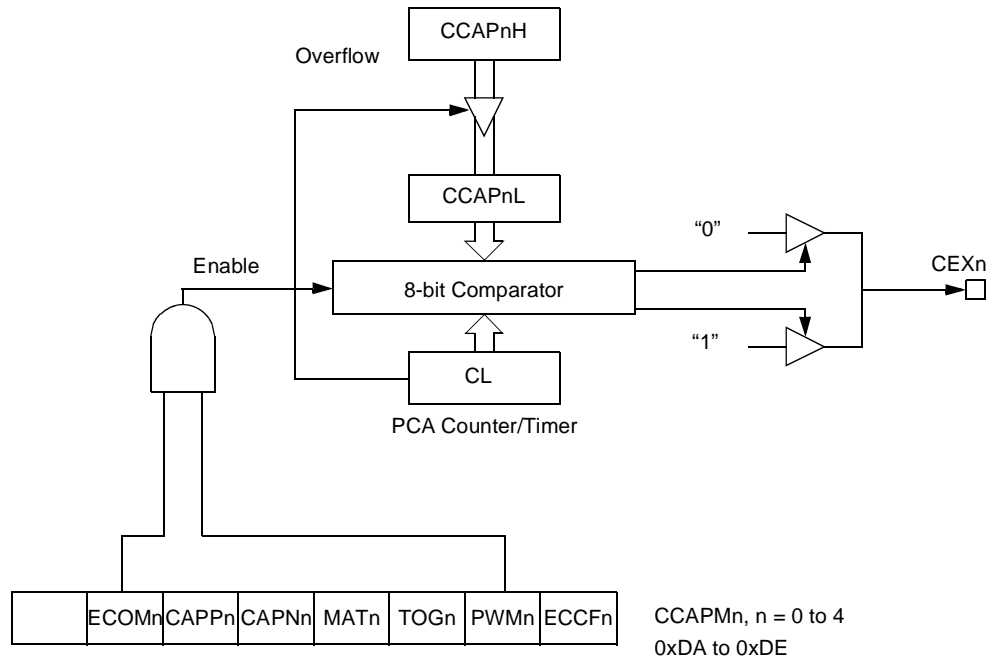 CCAPnH
Overflow
CCAPnL
“0”
Enable
CEXn
8-bit Comparator
“1”
CL
PCA Counter/Timer
ECOMn CAPPn CAPNn MATn TOGn PWMn ECCFn
CCAPMn, n = 0 to 4
0xDA to 0xDE